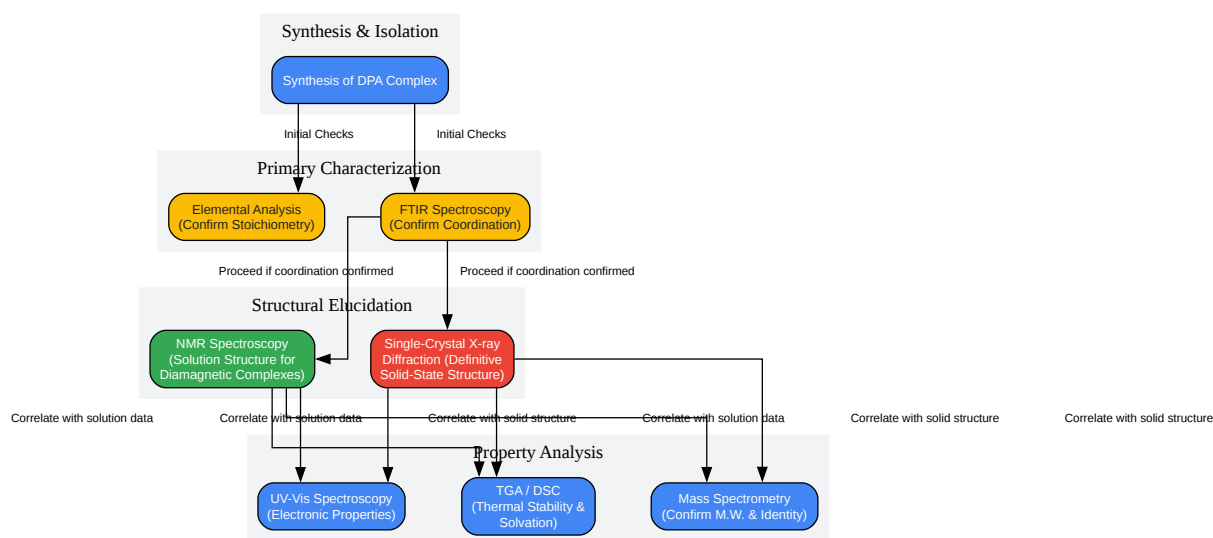 Synthesis & Isolation
Synthesis of DPA Complex
Initial Checks
Initial Checks
Primary Characterization
Elemental Analysis
(Confirm Stoichiometry)
FTIR Spectroscopy
(Confirm Coordination)
Proceed if coordination confirmed
Proceed if coordination confirmed
Structural Elucidation
NMR Spectroscopy
(Solution Structure for
Diamagnetic Complexes)
Single-Crystal X-ray
Diffraction (Definitive
Solid-State Structure)
Correlate with solution data
Correlate with solution data
Correlate with solid structure
Correlate with solution data
Correlate with solid structure
Correlate with solid structure
Property Analysis
UV-Vis Spectroscopy
(Electronic Properties)
TGA / DSC
(Thermal Stability &
Solvation)
Mass Spectrometry
(Confirm M.W. & Identity)